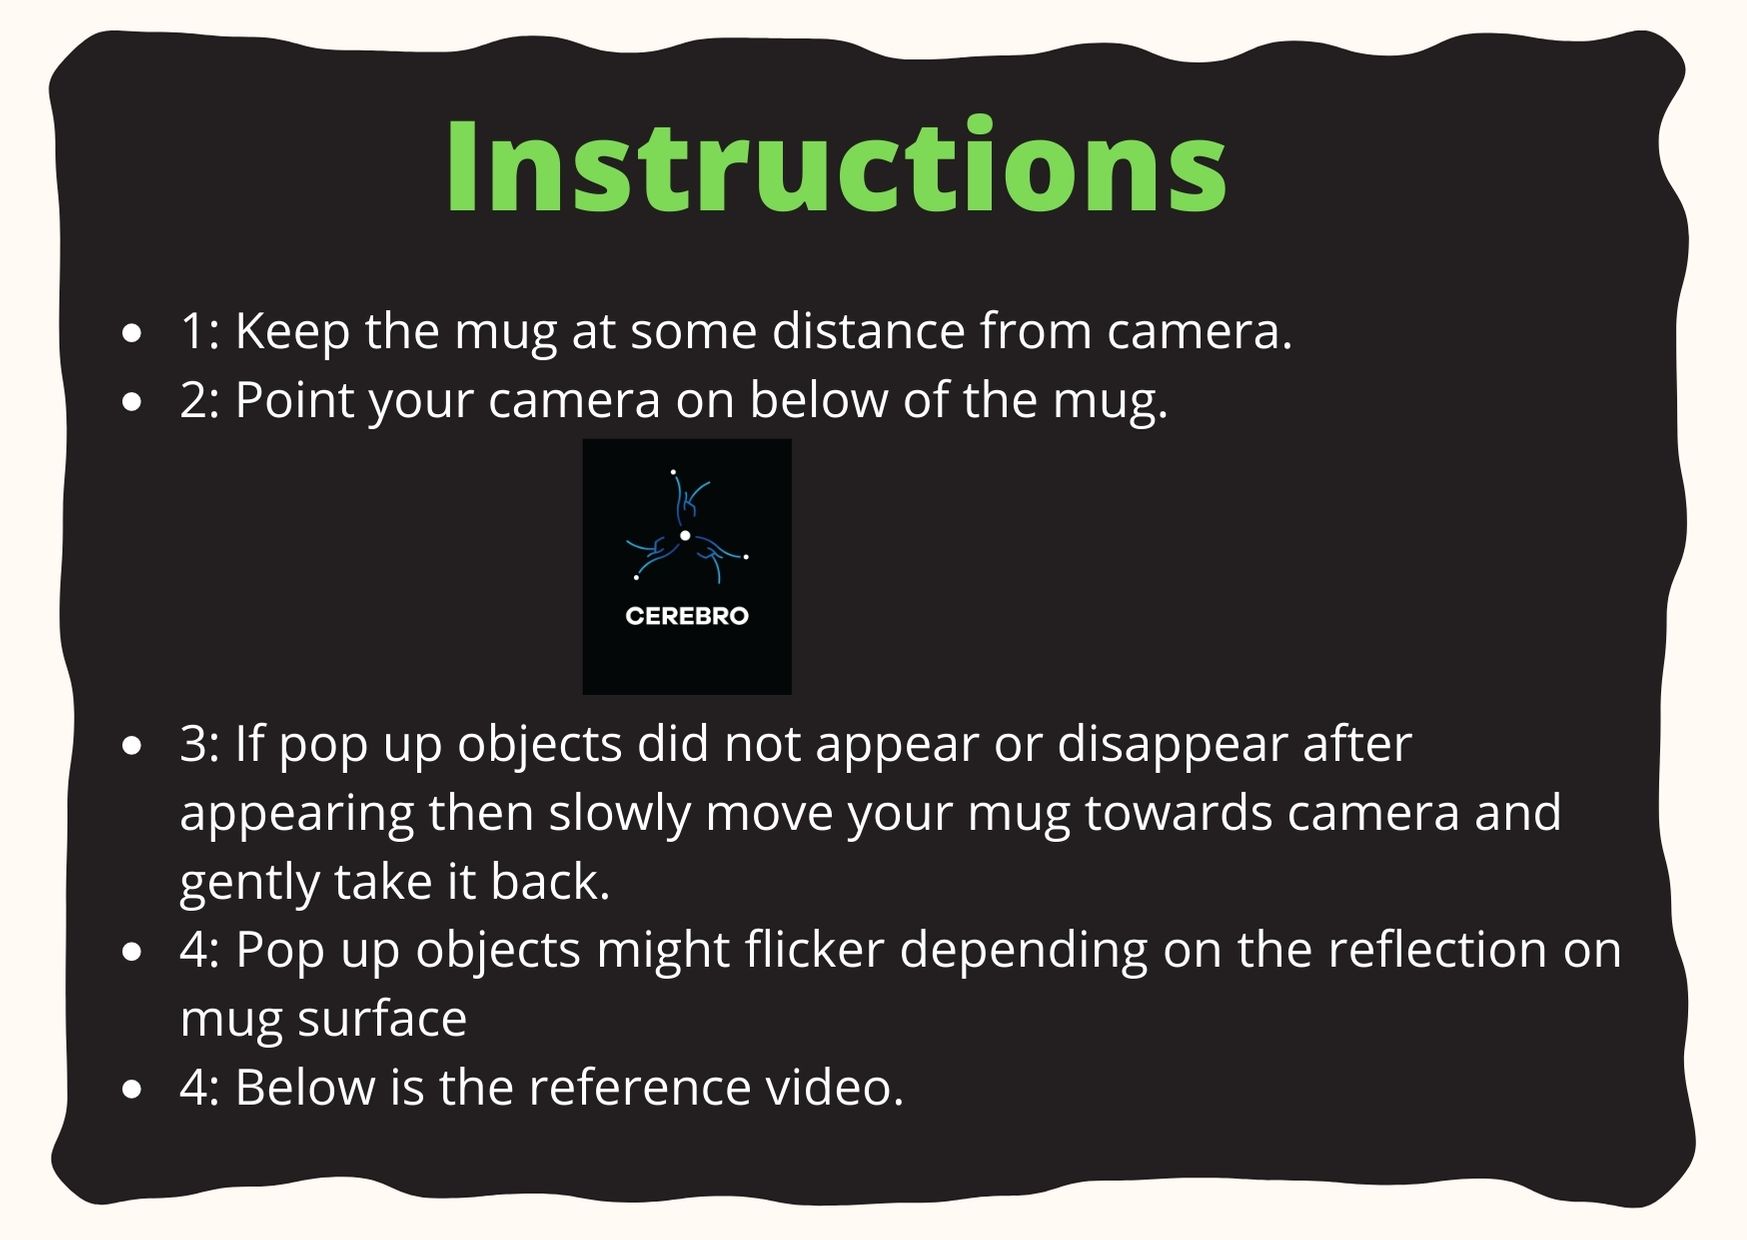 Instructions
• 1: Keep the mug at some distance from camera.
• 2: Point your camera on below of the mug.
CEREBRO
• 3: If pop up objects did not appear or disappear after
appearing then slowly move your mug towards camera and
gently take it back.
• 4: Pop up objects might flicker depending on the reflection on
mug surface
• 4: Below is the reference video.